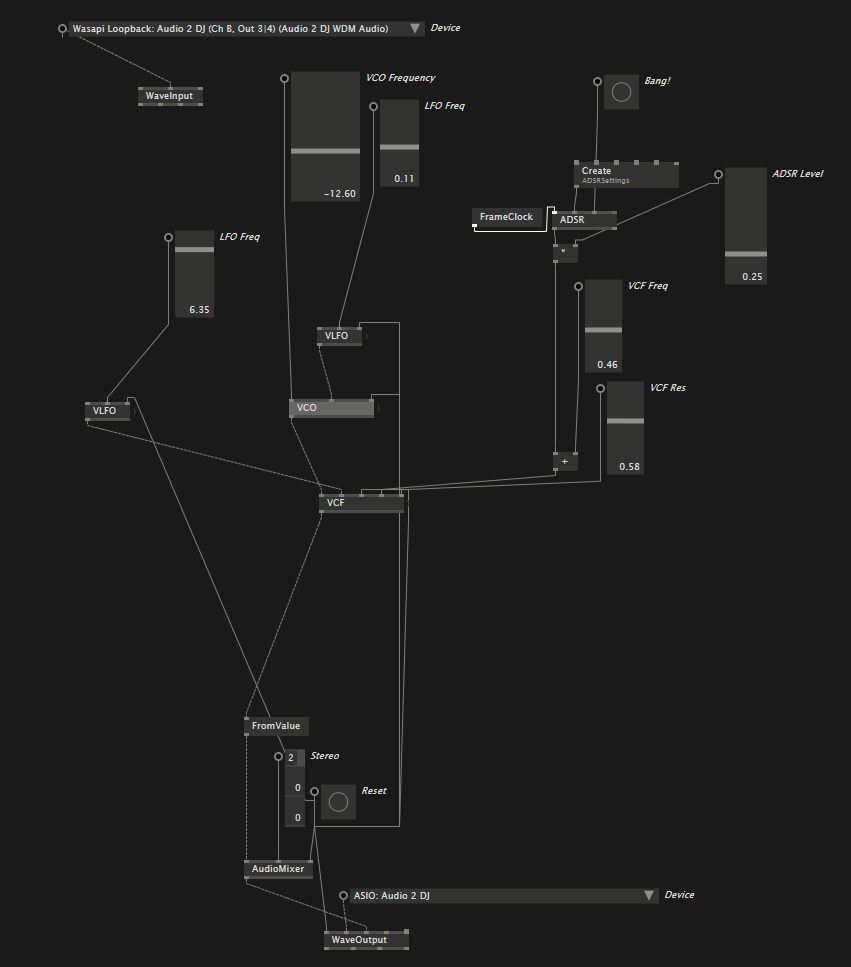 Wasapi Loopback: Audio 2 DJ (Ch B, Out 3|4) (Audio 2 DJ WDM Audio)
Device
WaveInput
VCO Frequency
-12.60
LFO Freq
0.11
Bang!
Create
ADSRSettings
ADSR Level
0.25
FrameClock
ADSR
*
LFO Freq
6.35
VCF Freq
0.46
VLFO
VCF Res
0.58
VLFO
VCO
+
VCF
FromValue
2
0
0
Stereo
Reset
AudioMixer
ASIO: Audio 2 DJ
Device
WaveOutput